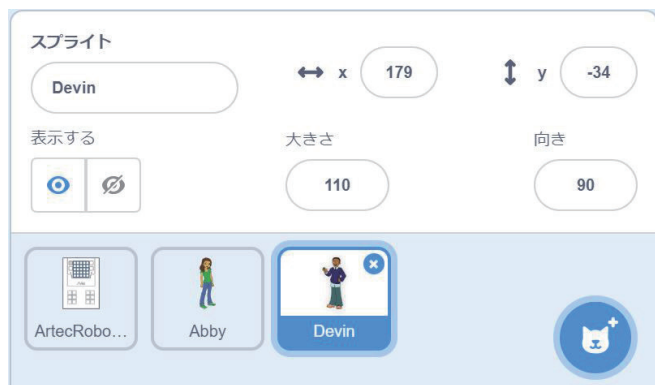 スプライト
Devin
x 179
y -34
表示する
大きさ
110
向き
90
ArtecRobo...
Abby
Devin